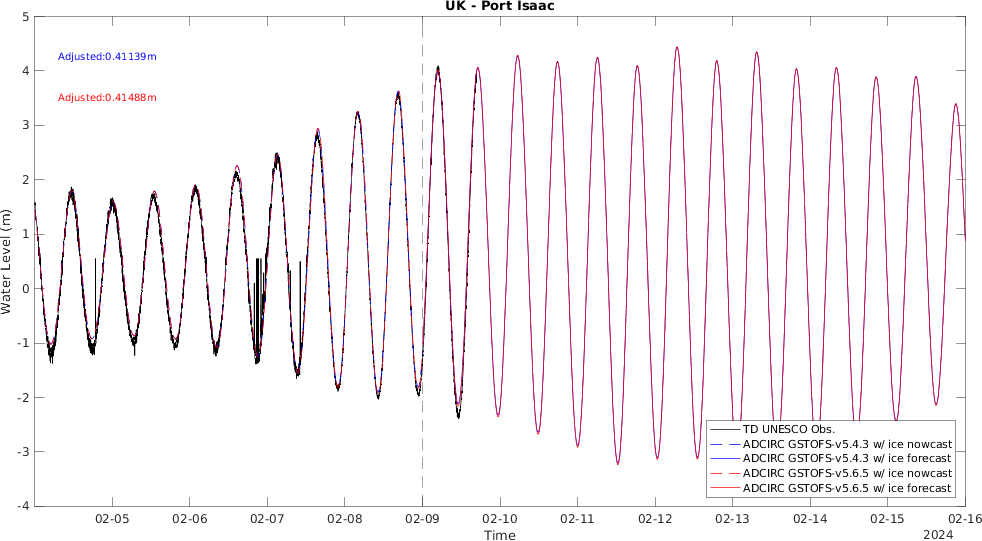 UK - Port Isaac
Adjusted:0.41139m
Adjusted:0.41488m
Water Level (m)
5
4
3
2
1
0
-1
-2
-3
-4
TD UNESCO Obs.
ADCIRC GSTOFS-v5.4.3 w/ ice nowcast
ADCIRC GSTOFS-v5.4.3 w/ ice forecast
ADCIRC GSTOFS-v5.6.5 w/ ice nowcast
ADCIRC GSTOFS-v5.6.5 w/ ice forecast
02-05 02-06 02-07 02-08 02-09 02-10 02-11 02-12 02-13 02-14 02-15 02-16
Time
2024